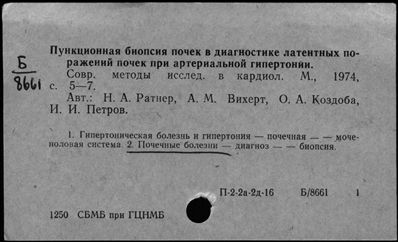 Пункционная биопсия почек в диагностике латентных по-
ражений почек при артериальной гипертонии.
Б
8661
Совр. методы исслед. в кардиол. М., 1974,
с. 5—7.
Авт.: Н. А. Ратнер, А. М. Вихерт, О. А. Коздоба,
И. И. Петров.
1. Гипертоническая болезнь и гипертония — почечная — — моче-
половая система. 2. Почечные болезни — диагноз — — биопсия.
П-2-2а-2д-16 Б/8661 1
1250 СБМБ при ГЦНМБ